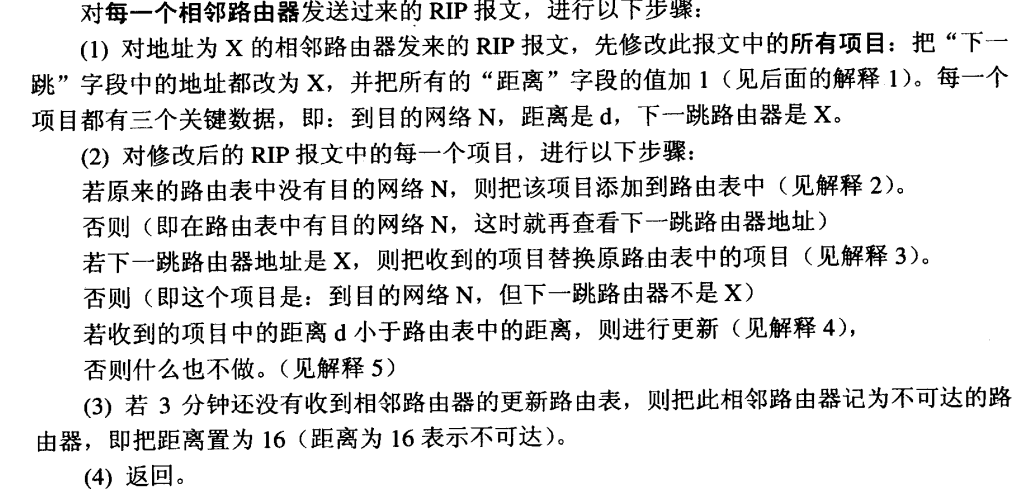 对每一个相邻路由器发送过来的 RIP 报文，进行以下步骤：
(1) 对地址为 X 的相邻路由器发来的 RIP 报文，先修改此报文中的所有项目：把“下一
跳”字段中的地址都改为 X，并把所有的“距离”字段的值加 1（见后面的解释 1）。每一个
项目都有三个关键数据，即：到目的网络 N，距离是 d，下一跳路由器是 X。
(2) 对修改后的 RIP 报文中的每一个项目，进行以下步骤：
若原来的路由表中没有目的网络 N，则把该项目添加到路由表中（见解释 2）。
否则（即在路由表中有目的网络 N，这时就再查看下一跳路由器地址）
若下一跳路由器地址是 X，则把收到的项目替换原路由表中的项目（见解释 3）。
否则（即这个项目是：到目的网络 N，但下一跳路由器不是 X）
若收到的项目中的距离 d 小于路由表中的距离，则进行更新（见解释 4），
否则什么也不做。（见解释 5）
(3) 若 3 分钟还没有收到相邻路由器的更新路由表，则把此相邻路由器记为不可达的路
由器，即把距离置为 16（距离为 16 表示不可达）。
(4) 返回。